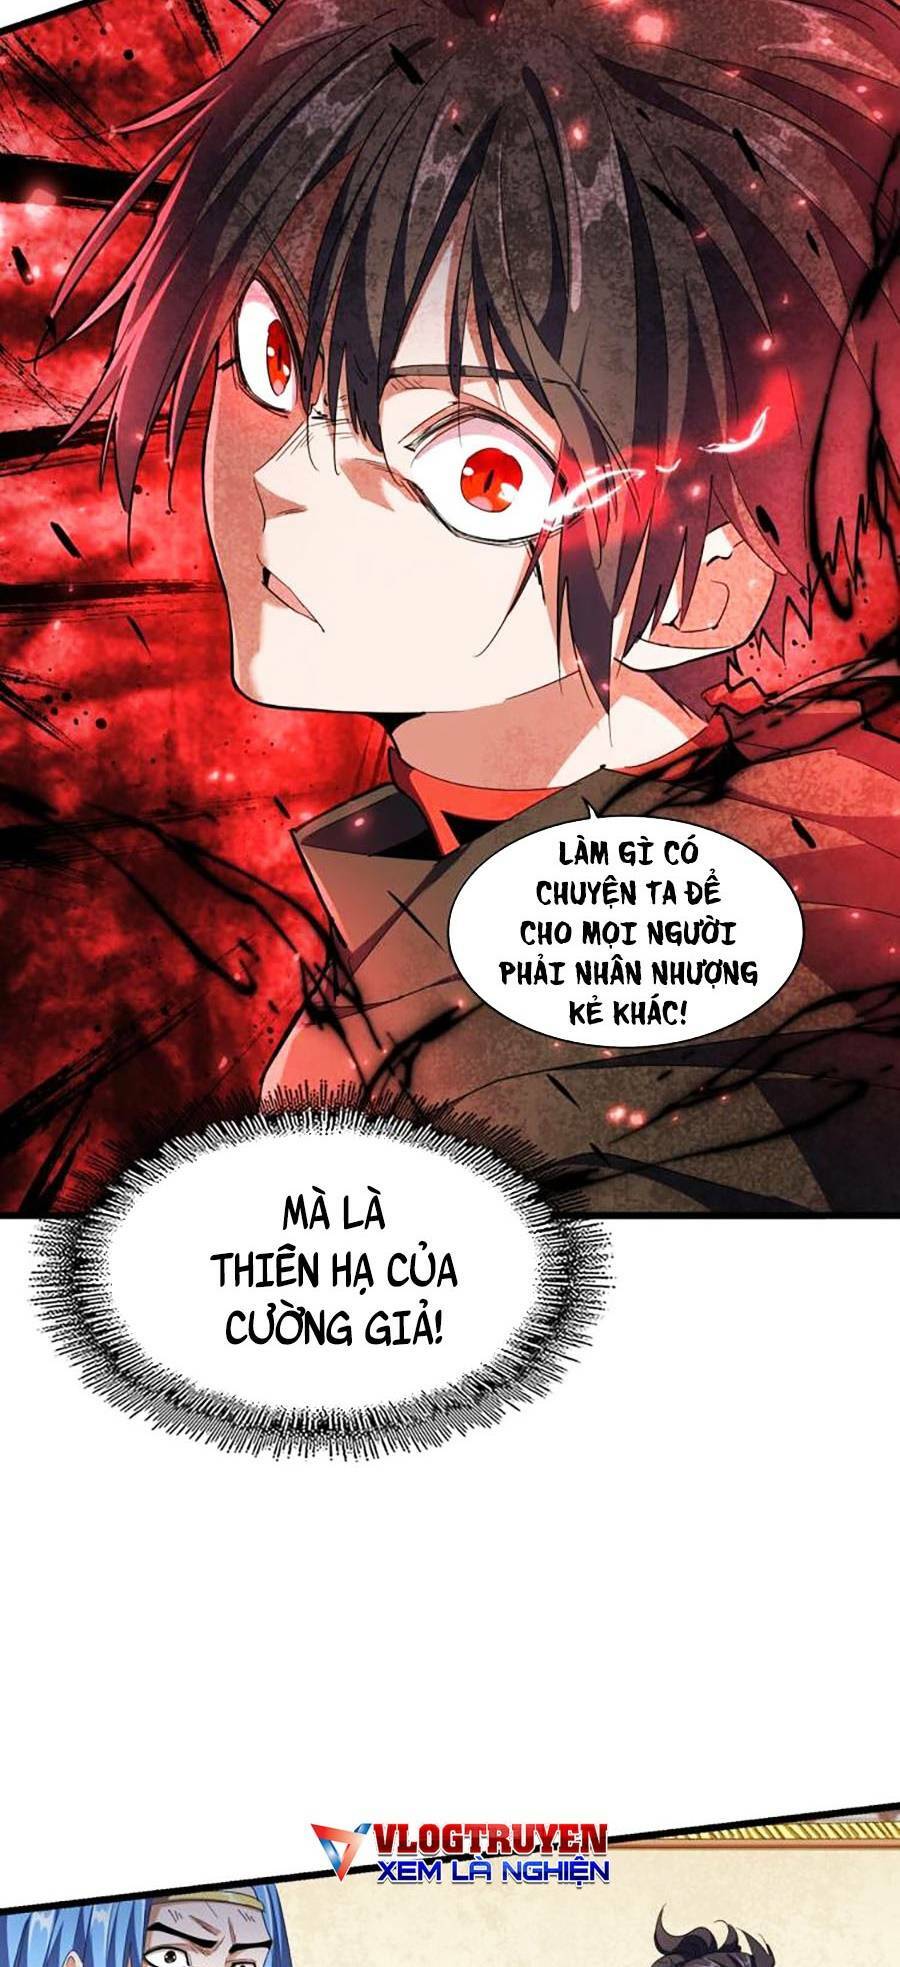 LÀM GÌ CÓ
CHUYỆN TA ĐỂ
CHO MỌI NGƯỜI
PHẢI NHÂN NHƯỢNG
KẺ KHÁC!
MÀ LÀ
THIÊN HẠ CỦA
CƯỜNG GIẢ!
VLOGTRUYEN
XEM LÀ NGHIỆN